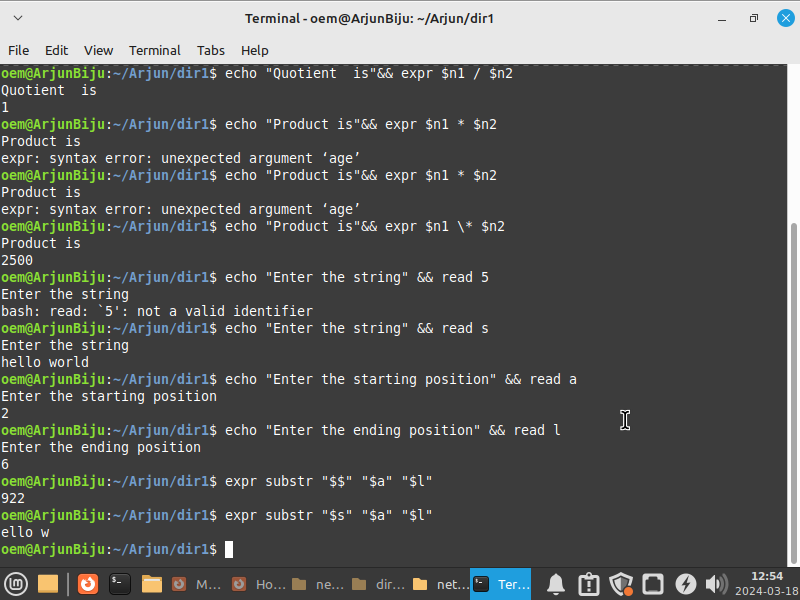 Terminal - oem@ArjunBiju: ~/Arjun/dir1
File Edit View Terminal Tabs Help
oem@ArjunBiju:~/Arjun/dir1$ echo "Quotient  is"&& expr $n1 / $n2
Quotient  is
1
oem@ArjunBiju:~/Arjun/dir1$ echo "Product is"&& expr $n1 * $n2
Product is
expr: syntax error: unexpected argument ‘age’
oem@ArjunBiju:~/Arjun/dir1$ echo "Product is"&& expr $n1 * $n2
Product is
expr: syntax error: unexpected argument ‘age’
oem@ArjunBiju:~/Arjun/dir1$ echo "Product is"&& expr $n1 \* $n2
Product is
2500
oem@ArjunBiju:~/Arjun/dir1$ echo "Enter the string" && read 5
Enter the string
bash: read: `5': not a valid identifier
oem@ArjunBiju:~/Arjun/dir1$ echo "Enter the string" && read s
Enter the string
hello world
oem@ArjunBiju:~/Arjun/dir1$ echo "Enter the starting position" && read a
Enter the starting position
2
oem@ArjunBiju:~/Arjun/dir1$ echo "Enter the ending position" && read l
Enter the ending position
6
oem@ArjunBiju:~/Arjun/dir1$ expr substr "$$" "$a" "$l"
922
oem@ArjunBiju:~/Arjun/dir1$ expr substr "$s" "$a" "$l"
ello w
oem@ArjunBiju:~/Arjun/dir1$
M... Ho... ne... dir... net... Ter... 12:54
2024-03-18